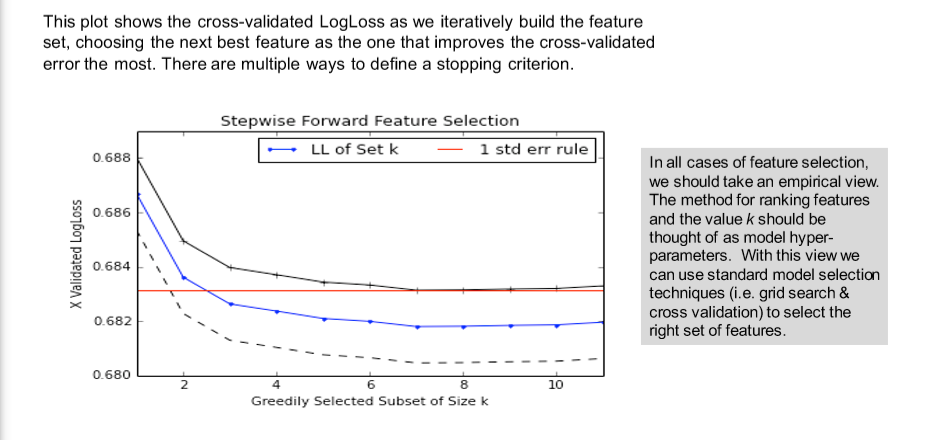 This plot shows the cross-validated LogLoss as we iteratively build the feature
set, choosing the next best feature as the one that improves the cross-validated
error the most. There are multiple ways to define a stopping criterion.
Stepwise Forward Feature Selection
LL of Set k
1 std err rule
X Validated LogLoss
0.688
0.686
0.684
0.682
0.680
2
4
6
8
10
Greedily Selected Subset of Size k
In all cases of feature selection,
we should take an empirical view.
The method for ranking features
and the value k should be
thought of as model hyper-
parameters. With this view we
can use standard model selection
techniques (i.e. grid search &
cross validation) to select the
right set of features.